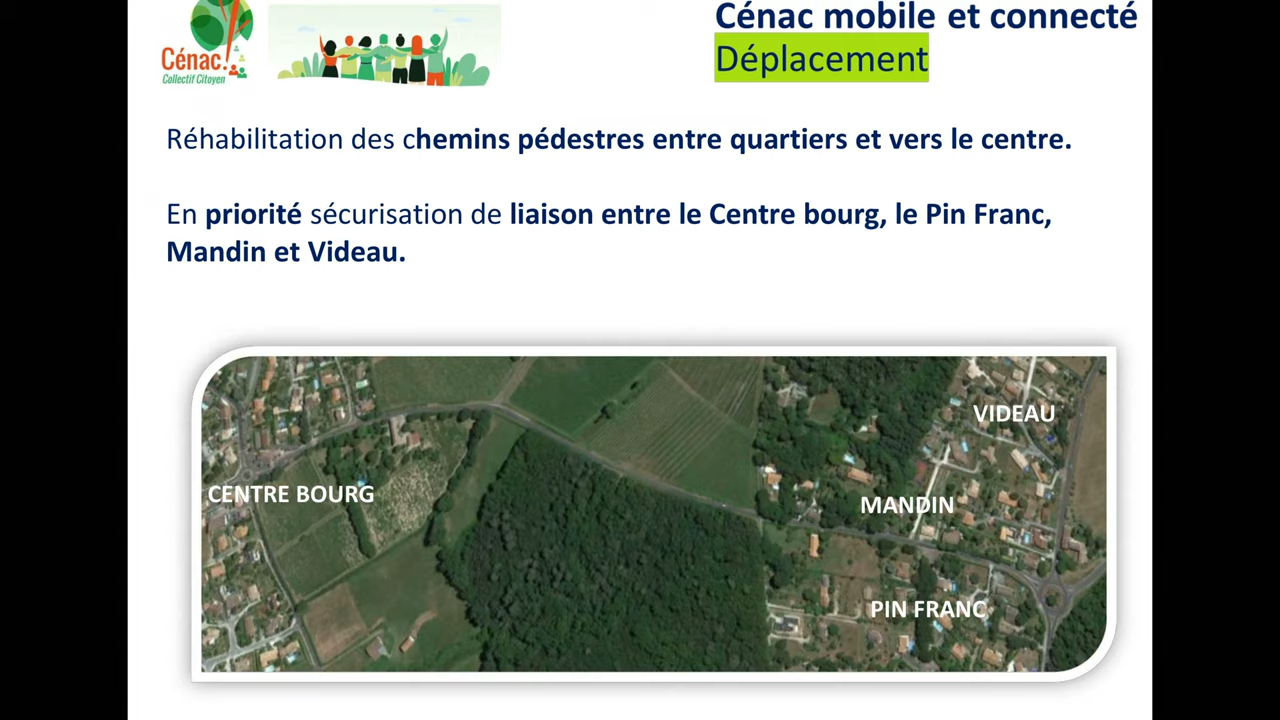 Cénac!
Collectif Citoyen
Cénac mobile et connecté
Déplacement
Réhabilitation des chemins pédestres entre quartiers et vers le centre.
En priorité sécurisation de liaison entre le Centre bourg, le Pin Franc,
Mandin et Videau.
VIDEAU
CENTRE BOURG
MANDIN
PIN FRANC